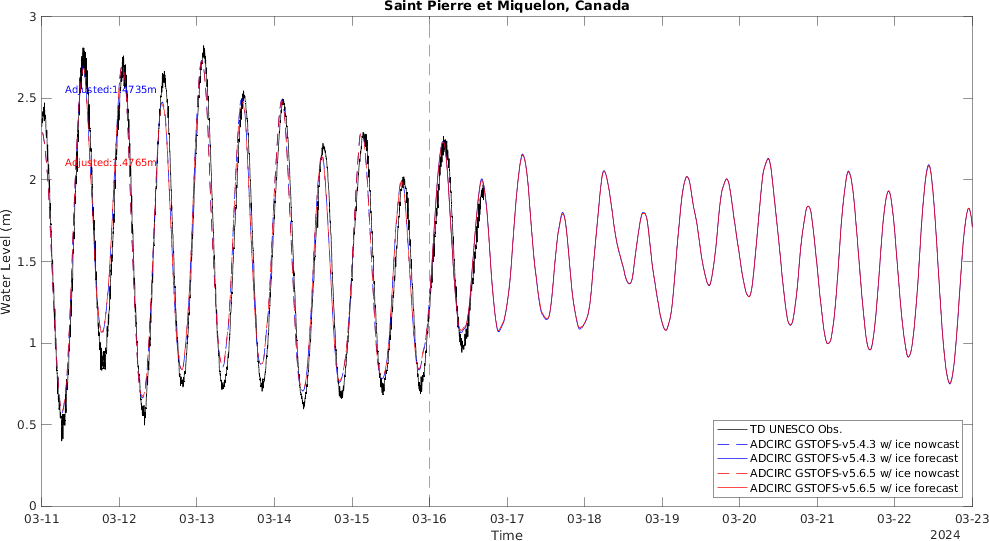 Saint Pierre et Miquelon, Canada
3
2.5
2
1.5
1
0.5
0
Water Level (m)
Adjusted:1.4735m
Adjusted:1.4765m
TD UNESCO Obs.
ADCIRC GSTOFS-v5.4.3 w/ ice nowcast
ADCIRC GSTOFS-v5.4.3 w/ ice forecast
ADCIRC GSTOFS-v5.6.5 w/ ice nowcast
ADCIRC GSTOFS-v5.6.5 w/ ice forecast
03-11 03-12 03-13 03-14 03-15 03-16 03-17 03-18 03-19 03-20 03-21 03-22 03-23
Time
2024